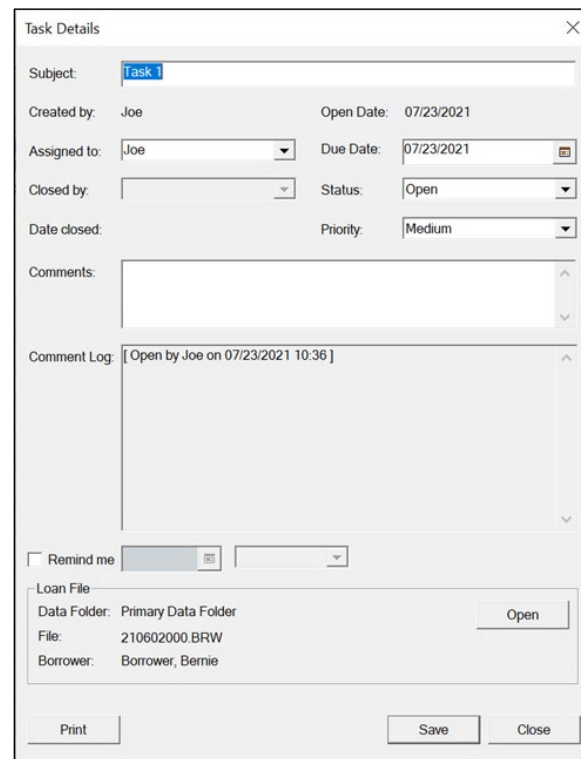 Task Details
Subject: Task 1
Created by: Joe Open Date: 07/23/2021
Assigned to: Joe Due Date: 07/23/2021
Closed by: Status: Open
Date closed: Priority: Medium
Comments:
Comment Log: [ Open by Joe on 07/23/2021 10:36 ]
Remind me
Loan File
Data Folder: Primary Data Folder Open
File: 210602000.BRW
Borrower: Borrower, Bernie
Print Save Close